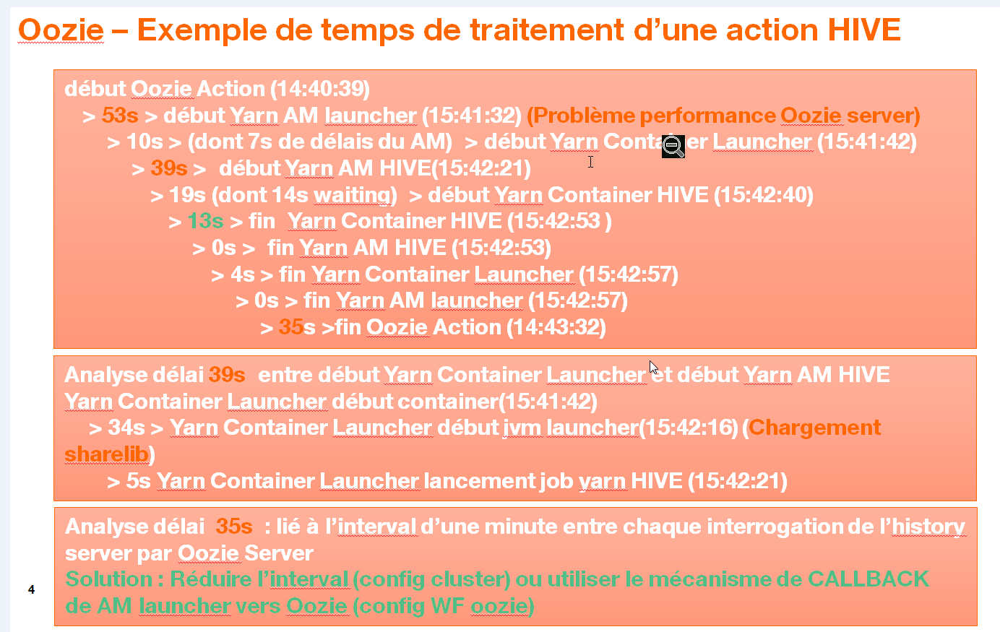 Oozie – Exemple de temps de traitement d’une action HIVE
début Oozie Action (14:40:39)
> 53s > début Yarn AM launcher (15:41:32) (Problème performance Oozie server)
> 10s > (dont 7s de délais du AM) > début Yarn Container Launcher (15:41:42)
> 39s > début Yarn AM HIVE(15:42:21)
> 19s (dont 14s waiting) > début Yarn Container HIVE (15:42:40)
> 13s > fin Yarn Container HIVE (15:42:53 )
> 0s > fin Yarn AM HIVE (15:42:53)
> 4s > fin Yarn Container Launcher (15:42:57)
> 0s > fin Yarn AM launcher (15:42:57)
> 35s >fin Oozie Action (14:43:32)
Analyse délai 39s entre début Yarn Container Launcher et début Yarn AM HIVE
Yarn Container Launcher début container(15:41:42)
> 34s > Yarn Container Launcher début jvm launcher(15:42:16) (Chargement
sharelib)
> 5s Yarn Container Launcher lancement job yarn HIVE (15:42:21)
Analyse délai 35s : lié à l’interval d’une minute entre chaque interrogation de l’history
server par Oozie Server
Solution : Réduire l’interval (config cluster) ou utiliser le mécanisme de CALLBACK
de AM launcher vers Oozie (config WF oozie)
4